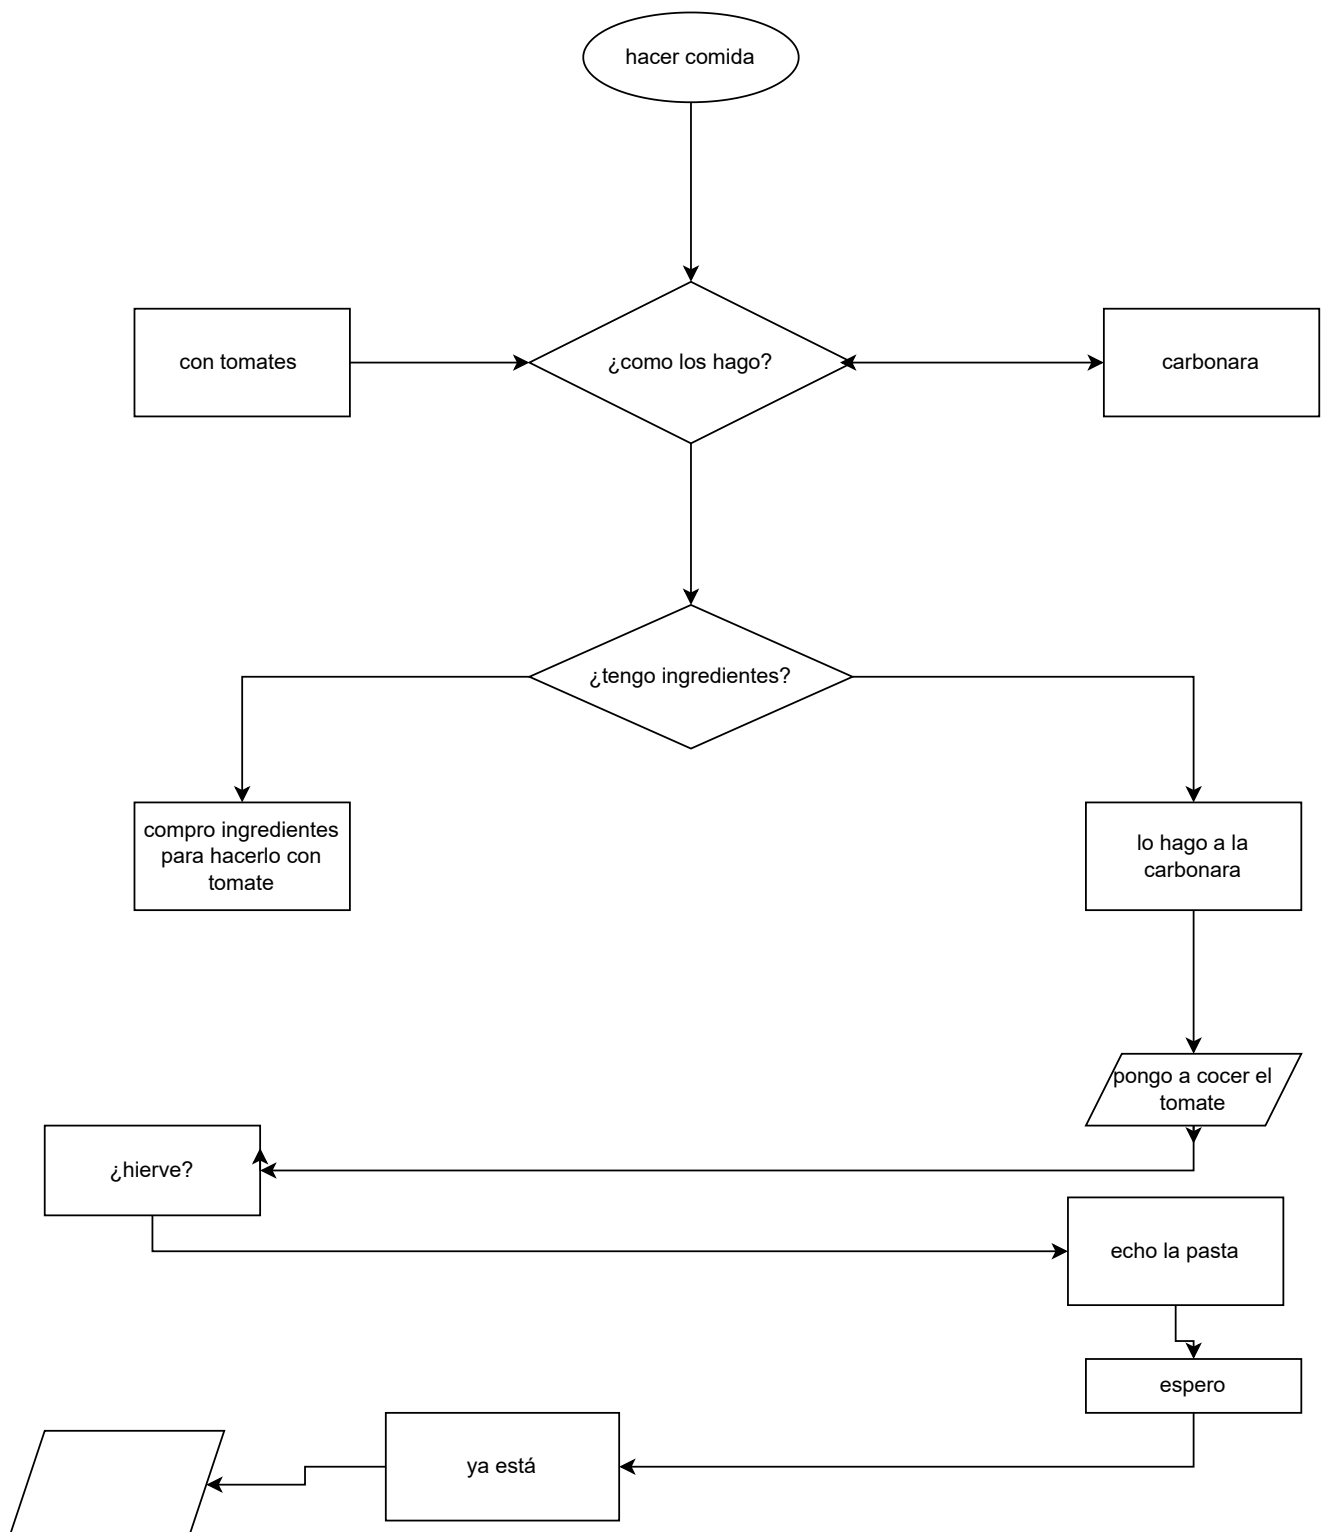 hacer comida
con tomates
¿como los hago?
carbonara
¿tengo ingredientes?
compro ingredientes
para hacerlo con
tomate
lo hago a la
carbonara
pongo a cocer el
tomate
¿hierve?
echo la pasta
espero
ya está